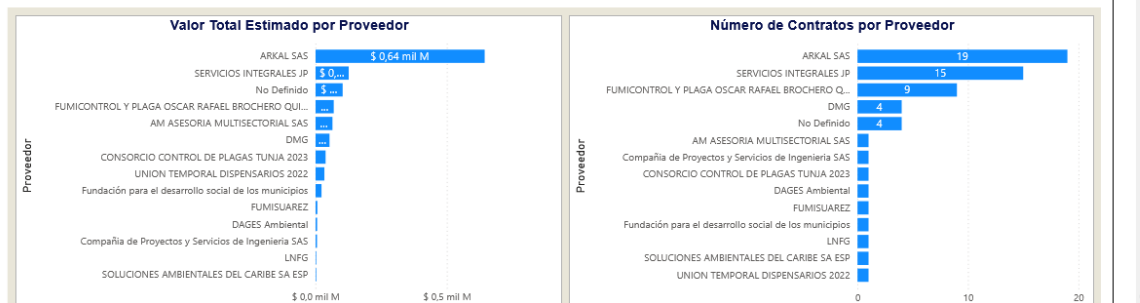 Valor Total Estimado por Proveedor
Proveedor
ARKAL SAS $ 0,64 mil M
SERVICIOS INTEGRALES JP $ 0,...
No Definido $ ...
FUMICONTROL Y PLAGA OSCAR RAFAEL BROCHERO QUI... ...
AM ASESORIA MULTISECTORIAL SAS ...
DMG ...
CONSORCIO CONTROL DE PLAGAS TUNJA 2023
UNION TEMPORAL DISPENSARIOS 2022
Fundación para el desarrollo social de los municipios
FUMISUAREZ
DAGES Ambiental
Compañia de Proyectos y Servicios de Ingenieria SAS
LNFG
SOLUCIONES AMBIENTALES DEL CARIBE SA ESP
$ 0,0 mil M $ 0,5 mil M
Número de Contratos por Proveedor
Proveedor
ARKAL SAS 19
SERVICIOS INTEGRALES JP 15
FUMICONTROL Y PLAGA OSCAR RAFAEL BROCHERO Q... 9
DMG 4
No Definido 4
AM ASESORIA MULTISECTORIAL SAS
Compañia de Proyectos y Servicios de Ingenieria SAS
CONSORCIO CONTROL DE PLAGAS TUNJA 2023
DAGES Ambiental
FUMISUAREZ
Fundación para el desarrollo social de los municipios
LNFG
SOLUCIONES AMBIENTALES DEL CARIBE SA ESP
UNION TEMPORAL DISPENSARIOS 2022
0 10 20